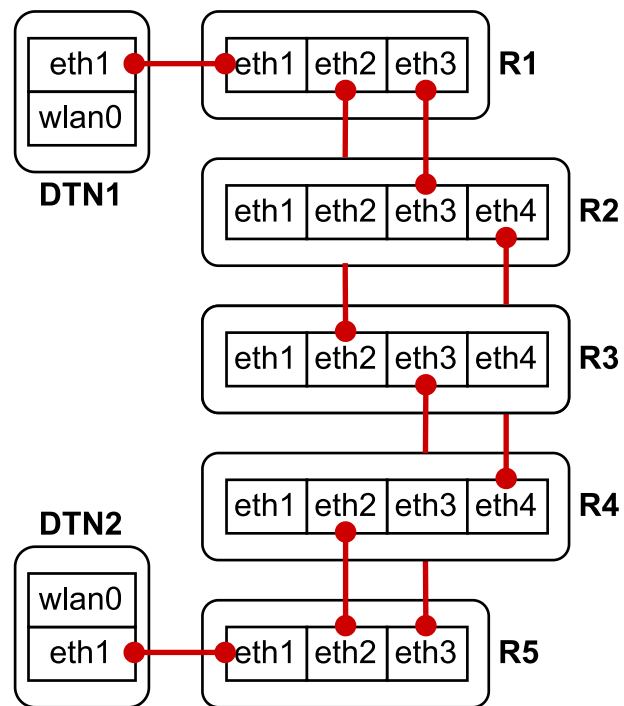 eth1 eth1 eth2 eth3 R1
wlan0
DTN1
eth1 eth2 eth3 eth4 R2
eth1 eth2 eth3 eth4 R3
eth1 eth2 eth3 eth4 R4
DTN2
wlan0
eth1 eth1 eth2 eth3 R5